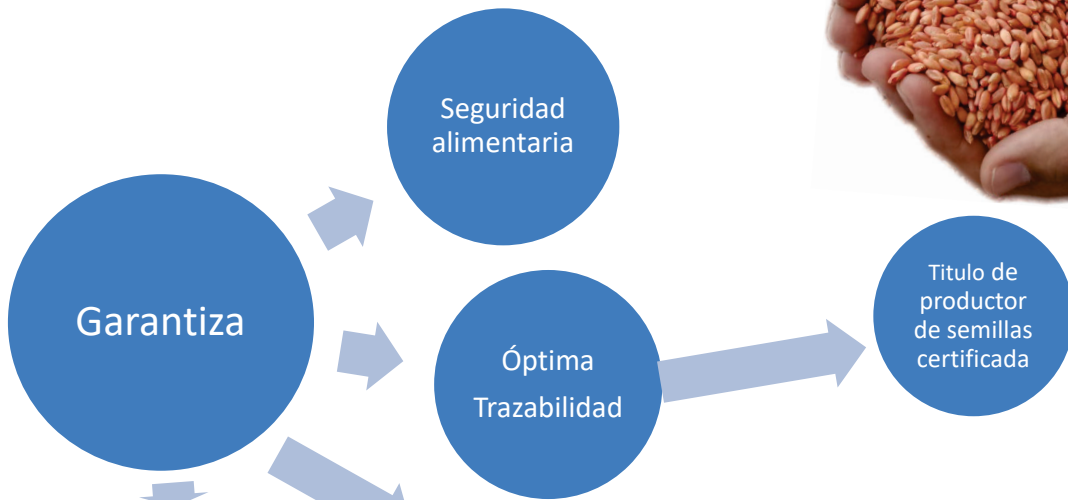 Seguridad
alimentaria
Garantiza
Óptima
Trazabilidad
Titulo de
productor
de semillas
certificada